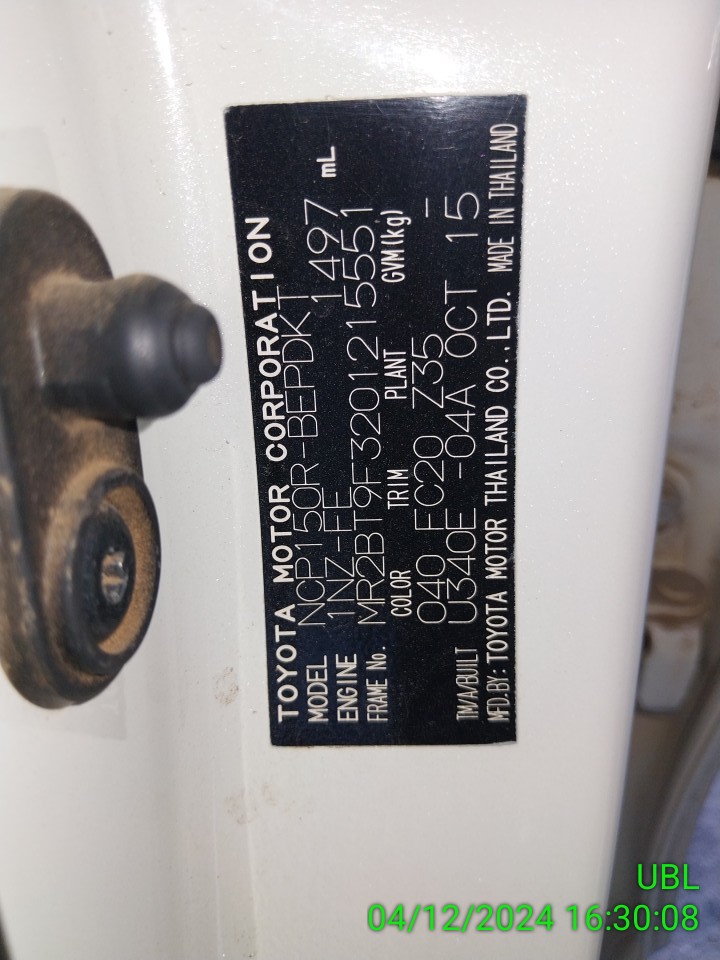 TOYOTA MOTOR CORPORATION
MODEL NCP150R-BEPDKT
ENGINE 1NZ-FE 1497 mL
FRAME No. MR2BT9F3201215551
COLOR TRIM PLANT GVM(kg)
040 FC20 Z35 -
TM/A/BUILT U340E -04A OCT 15
MFD.BY: TOYOTA MOTOR THAILAND CO., LTD. MADE IN THAILAND
UBL
04/12/2024 16:30:08